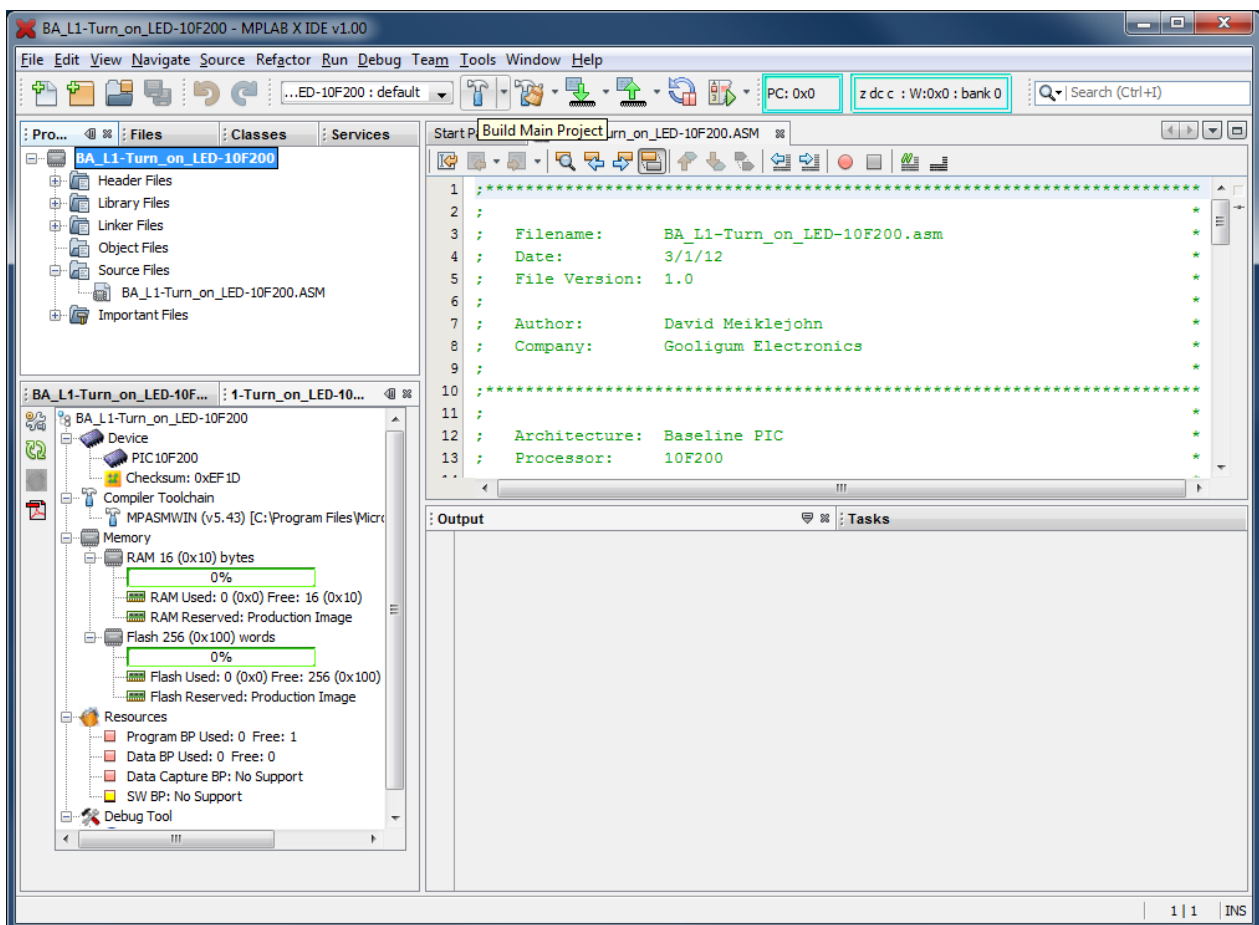 BA_L1-Turn_on_LED-10F200 - MPLAB X IDE v1.00
File Edit View Navigate Source Refactor Run Debug Team Tools Window Help
...ED-10F200 : default
PC: 0x0
z dc c : W:0x0 : bank 0
Search (Ctrl+I)
Pro...
Files
Classes
Services
BA_L1-Turn_on_LED-10F200
Header Files
Library Files
Linker Files
Object Files
Source Files
BA_L1-Turn_on_LED-10F200.ASM
Important Files
Start P
Build Main Project
urn_on_LED-10F200.ASM
1 ;***************************************************************************
2 ; *
3 ; Filename: BA_L1-Turn_on_LED-10F200.asm *
4 ; Date: 3/1/12 *
5 ; File Version: 1.0 *
6 ; *
7 ; Author: David Meiklejohn *
8 ; Company: Gooligum Electronics *
9 ; *
10 ;***************************************************************************
11 ; *
12 ; Architecture: Baseline PIC *
13 ; Processor: 10F200 *
BA_L1-Turn_on_LED-10F...
1-Turn_on_LED-10...
BA_L1-Turn_on_LED-10F200
Device
PIC10F200
Checksum: 0xEF1D
Compiler Toolchain
MPASMWIN (v5.43) [C:\Program Files\Micro
Memory
RAM 16 (0x10) bytes
0%
RAM Used: 0 (0x0) Free: 16 (0x10)
RAM Reserved: Production Image
Flash 256 (0x100) words
0%
Flash Used: 0 (0x0) Free: 256 (0x100)
Flash Reserved: Production Image
Resources
Program BP Used: 0 Free: 1
Data BP Used: 0 Free: 0
Data Capture BP: No Support
SW BP: No Support
Debug Tool
Output
Tasks
1 | 1
INS